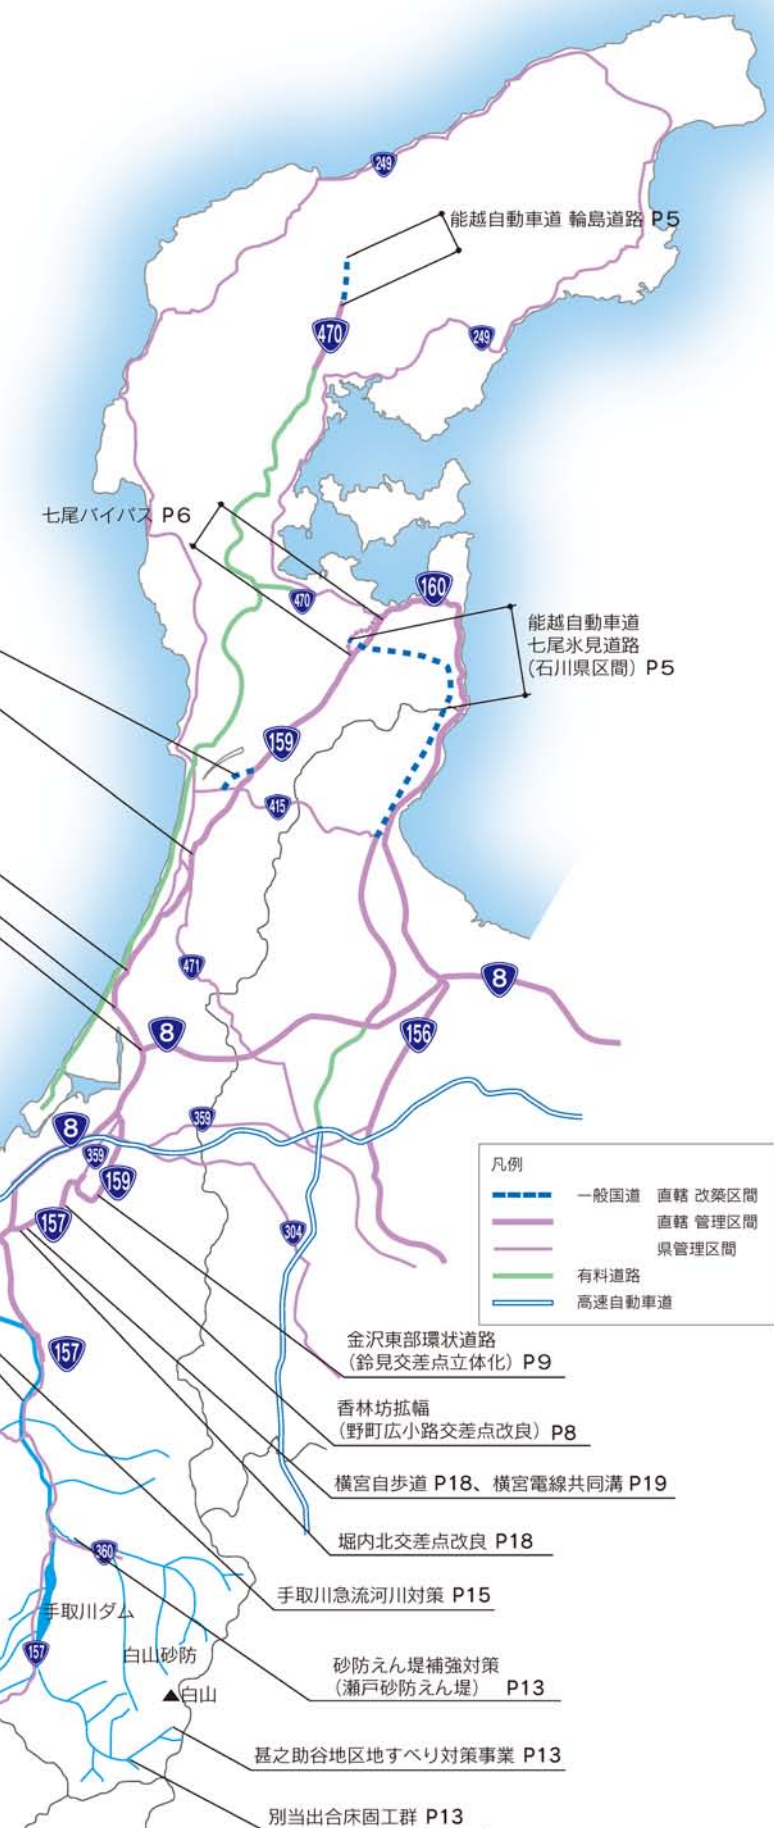 249
能越自動車道 輪島道路 P5
470
249
七尾バイパス P6
470
160
能越自動車道
七尾氷見道路
(石川県区間) P5
159
415
471
8
8
156
8
359
359
159
157
304
凡例
一般国道 直轄 改築区間
直轄 管理区間
県管理区間
有料道路
高速自動車道
157
金沢東部環状道路
(鈴見交差点立体化) P9
香林坊拡幅
(野町広小路交差点改良) P8
横宮自歩道 P18、横宮電線共同溝 P19
堀内北交差点改良 P18
360
手取川急流河川対策 P15
手取川ダム
157
白山砂防
砂防えん堤補強対策
(瀬戸砂防えん堤) P13
▲白山
甚之助谷地区地すべり対策事業 P13
別当出合床固工群 P13